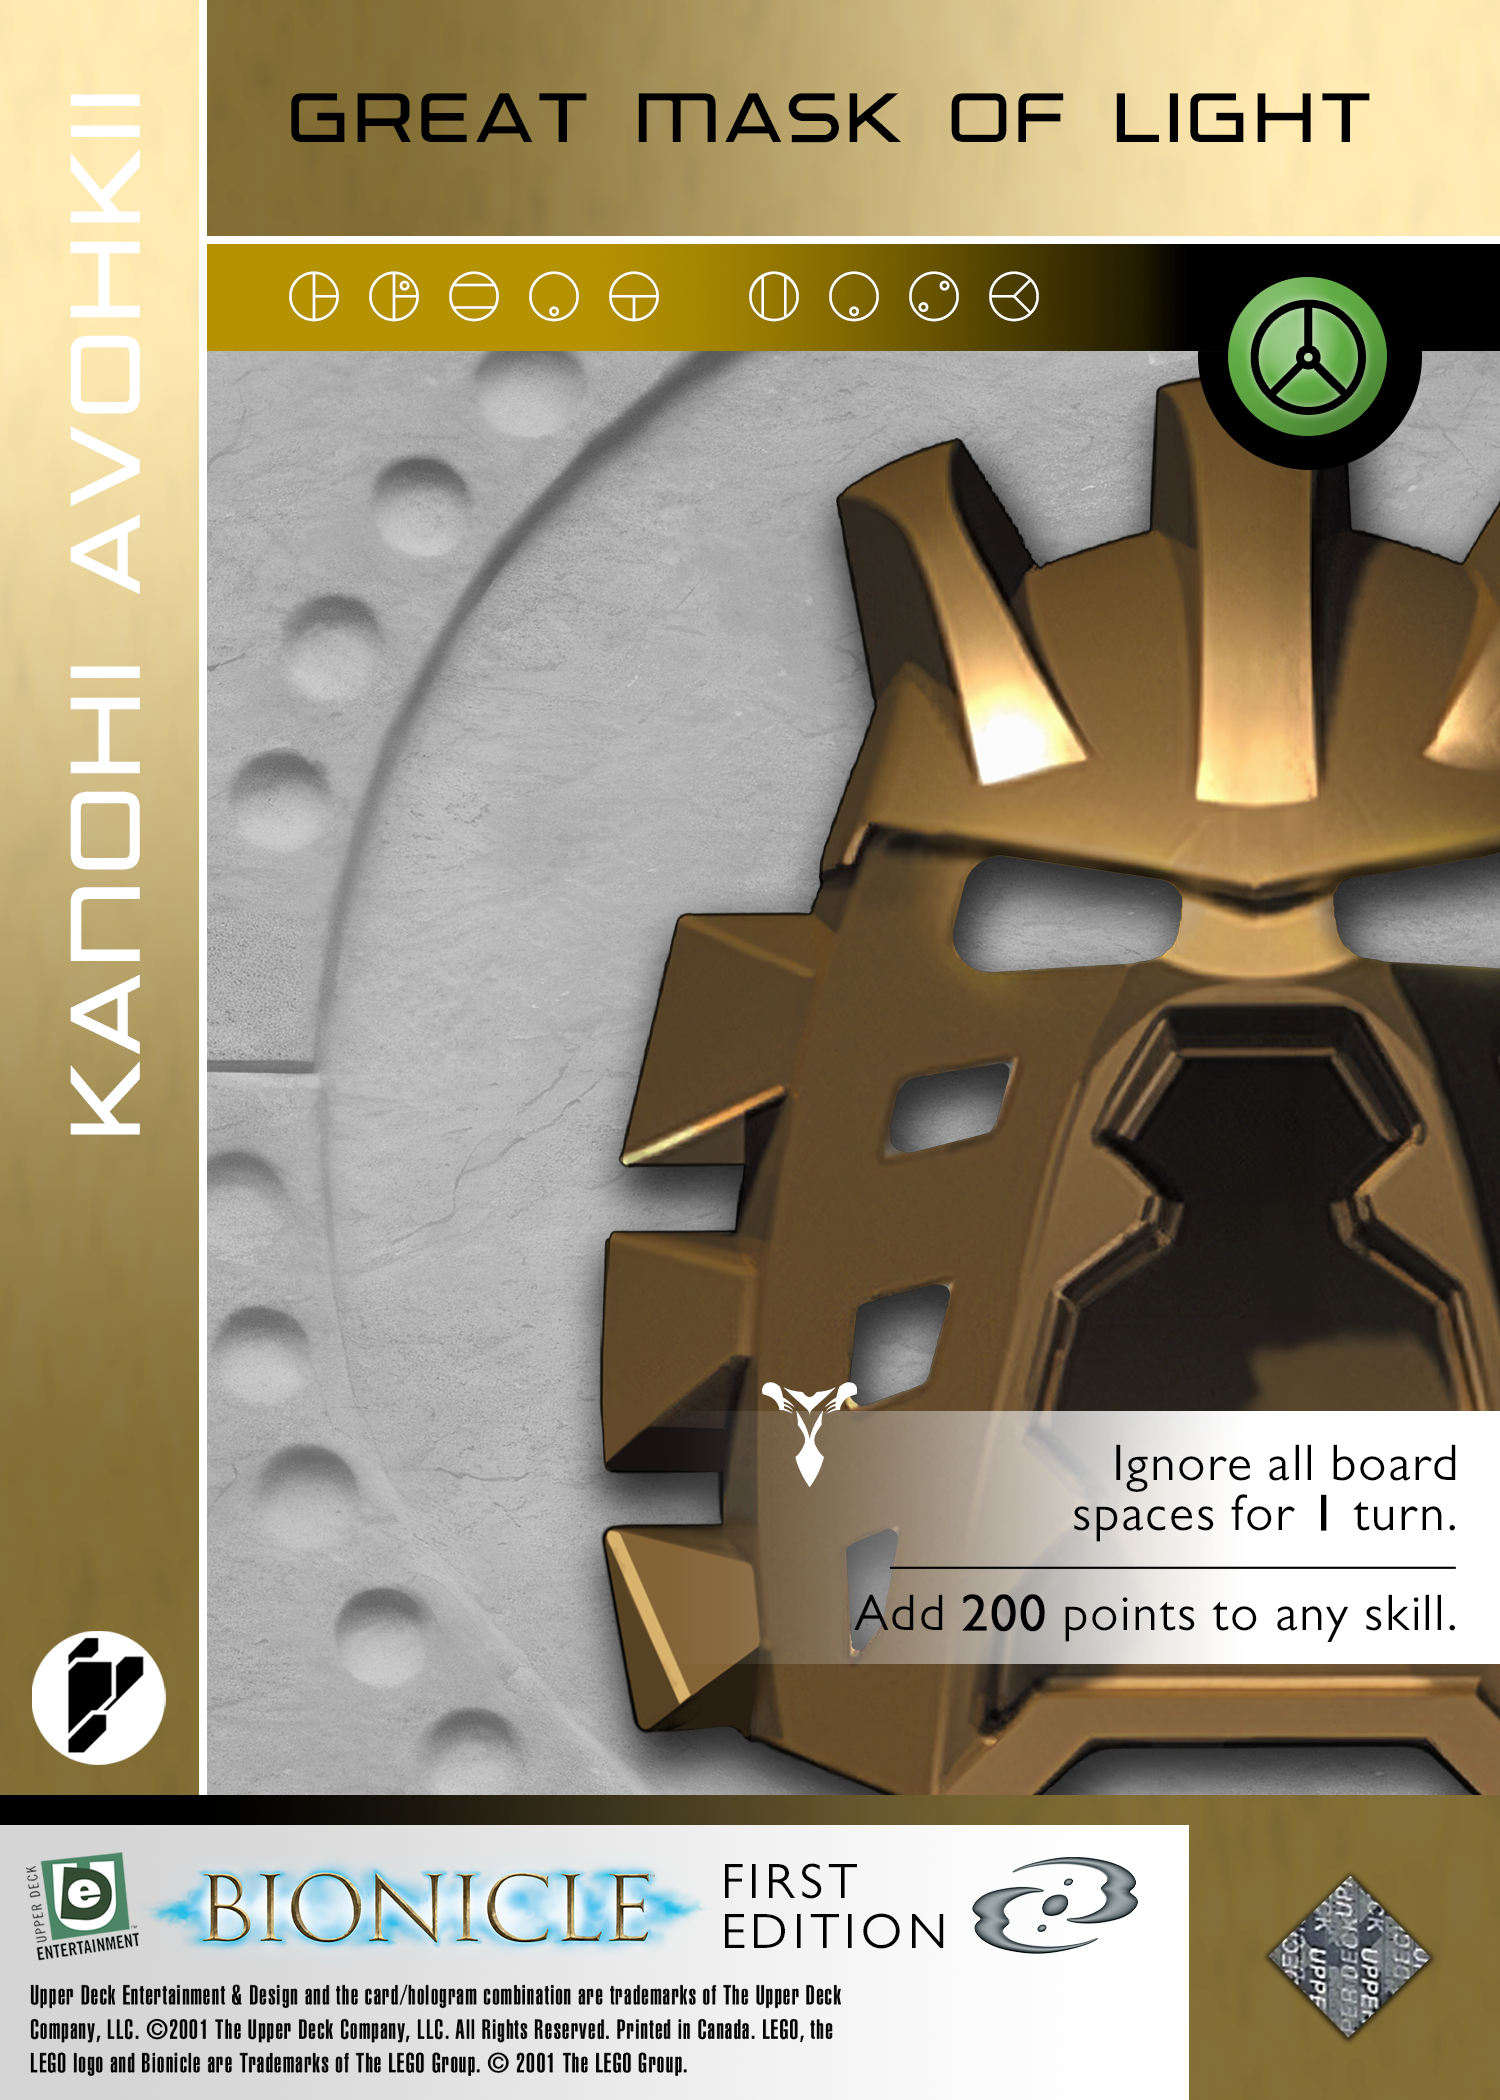 GREAT MASK OF LIGHT
KANOHI AVOHKII
Ignore all board
spaces for 1 turn.
Add 200 points to any skill.
UPPER DECK
e
ENTERTAINMENT
BIONICLE
FIRST
EDITION
Upper Deck Entertainment & Design and the card/hologram combination are trademarks of The Upper Deck
Company, LLC. ©2001 The Upper Deck Company, LLC. All Rights Reserved. Printed in Canada. LEGO, the
LEGO logo and Bionicle are Trademarks of The LEGO Group. © 2001 The LEGO Group.